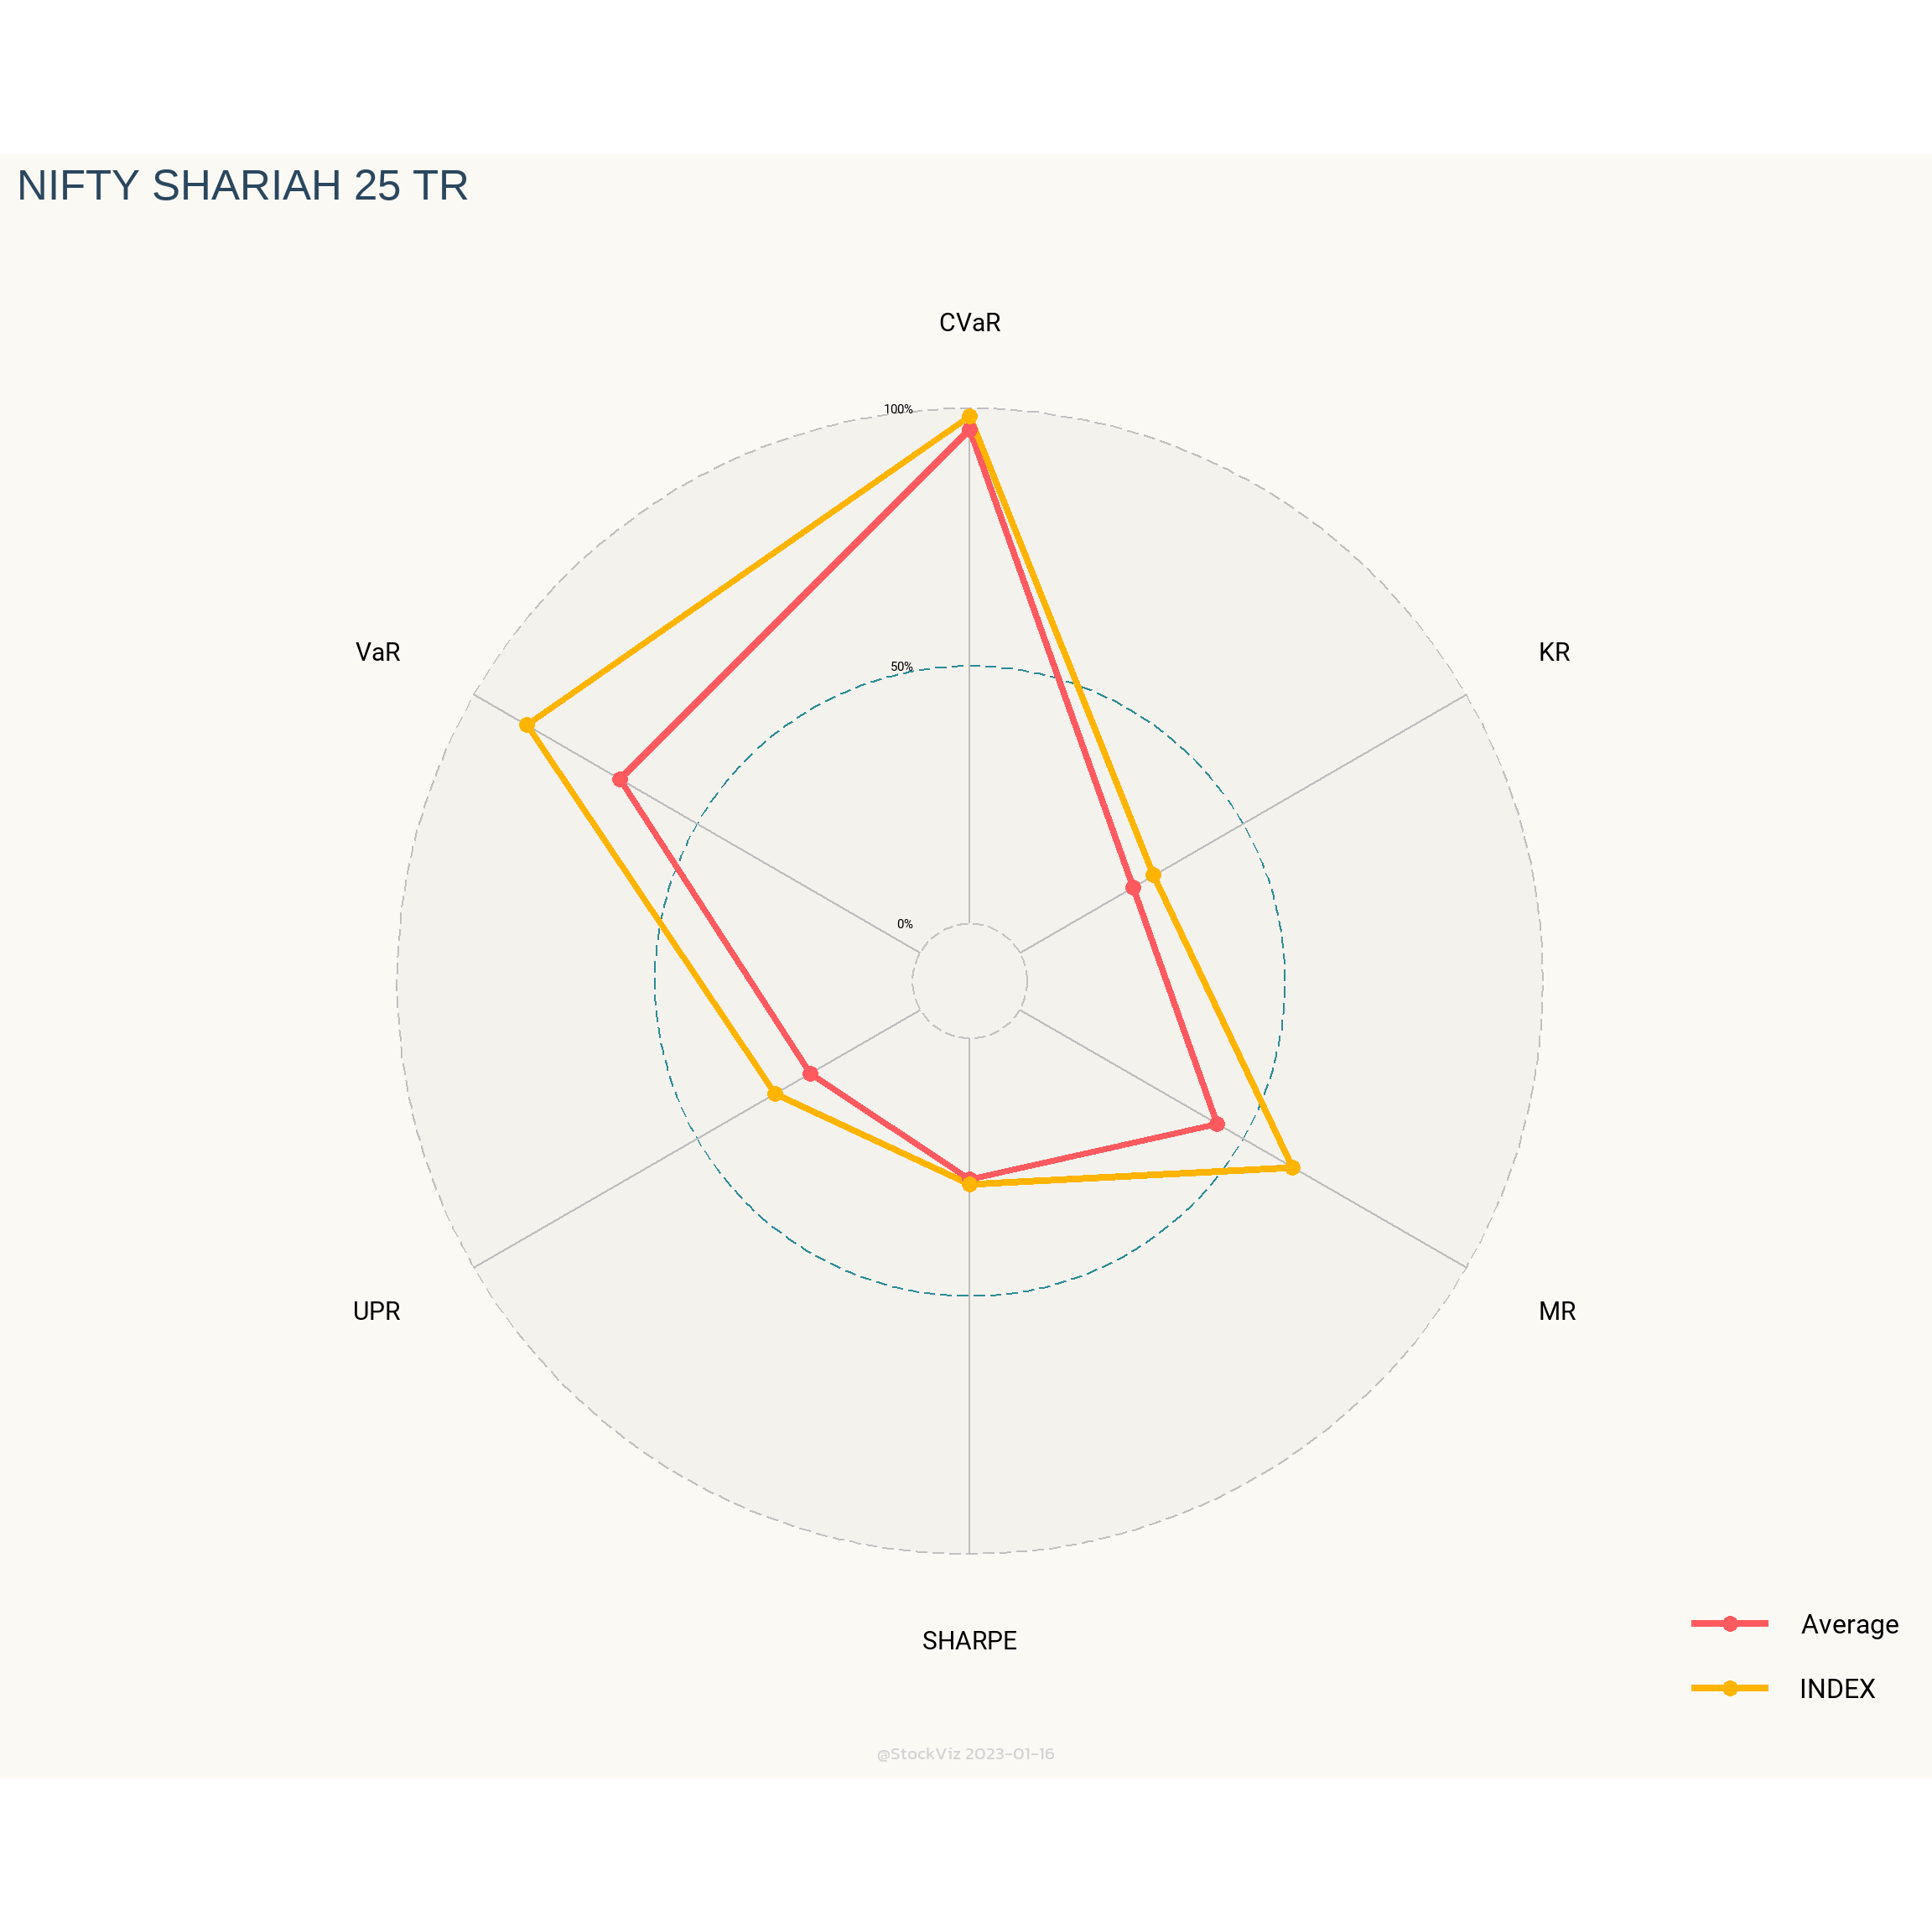 NIFTY SHARIAH 25 TR
CVaR
100%
KR
50%
VaR
0%
UPR
MR
SHARPE
Average
INDEX
@StockViz 2023-01-16